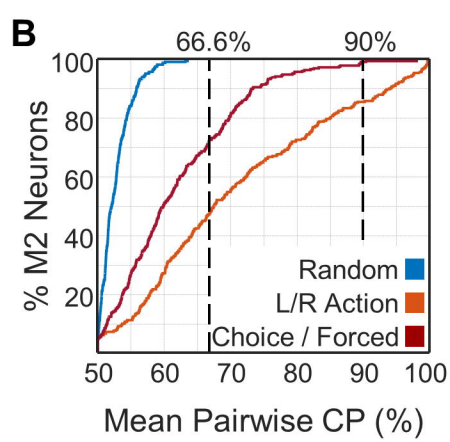 B
66.6% 90%
100
80
60
40
20
% M2 Neurons
Random
L/R Action
Choice / Forced
50 60 70 80 90 100
Mean Pairwise CP (%)